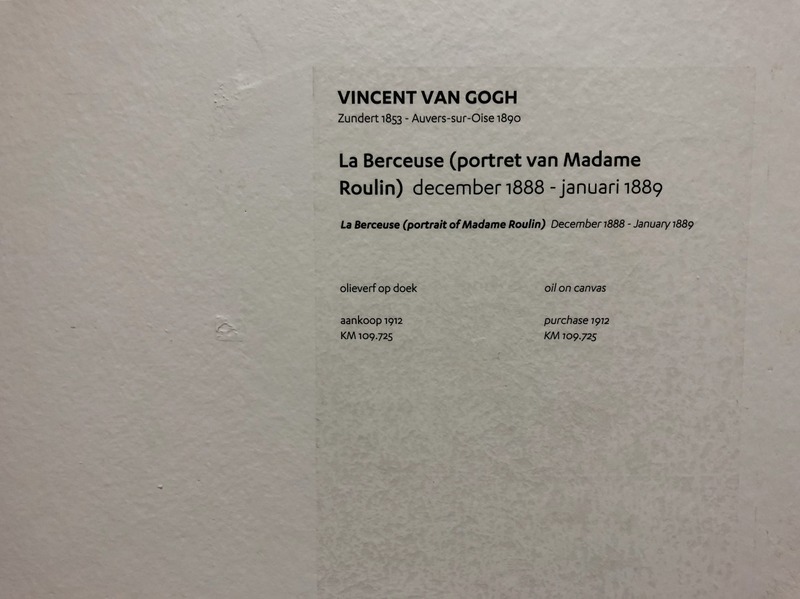 VINCENT VAN GOGH
Zundert 1853 - Auvers-sur-Oise 1890
La Berceuse (portret van Madame
Roulin) december 1888 - januari 1889
La Berceuse (portrait of Madame Roulin) December 1888 - January 1889
olieverf op doek
oil on canvas
aankoop 1912
KM 109.725
purchase 1912
KM 109.725